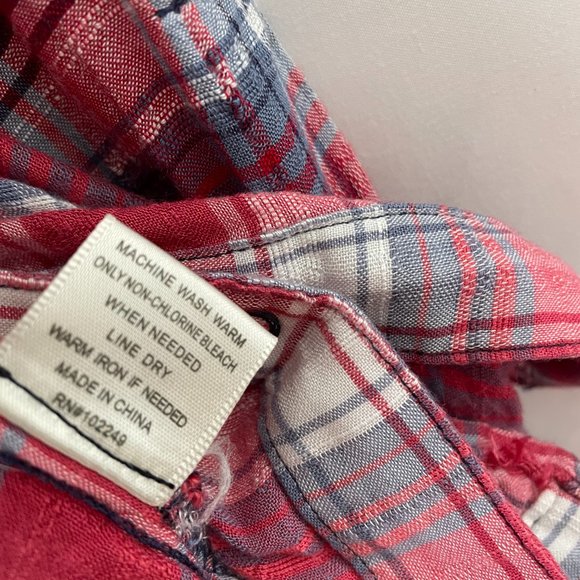 MACHINE WASH WARM
ONLY NON-CHLORINE BLEACH
WHEN NEEDED
LINE DRY
WARM IRON IF NEEDED
MADE IN CHINA
RN#102249